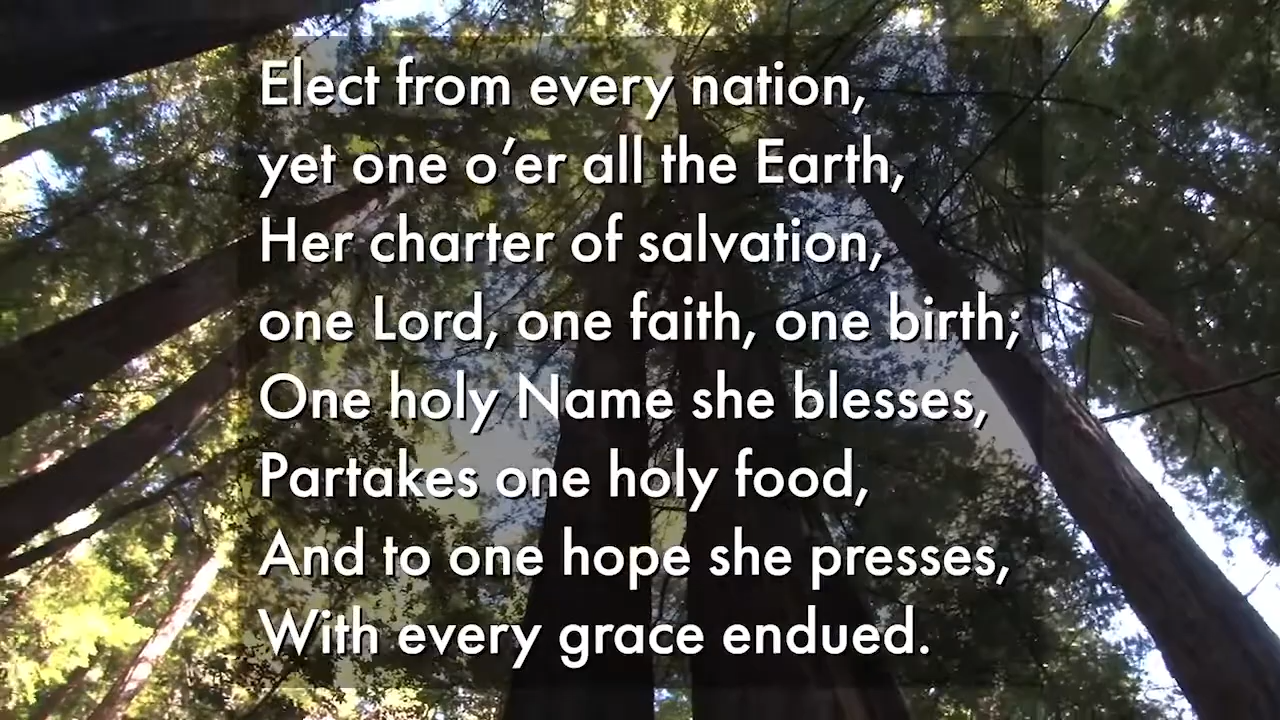 Elect from every nation,
yet one o’er all the Earth,
Her charter of salvation,
one Lord, one faith, one birth;
One holy Name she blesses,
Partakes one holy food,
And to one hope she presses,
With every grace endued.